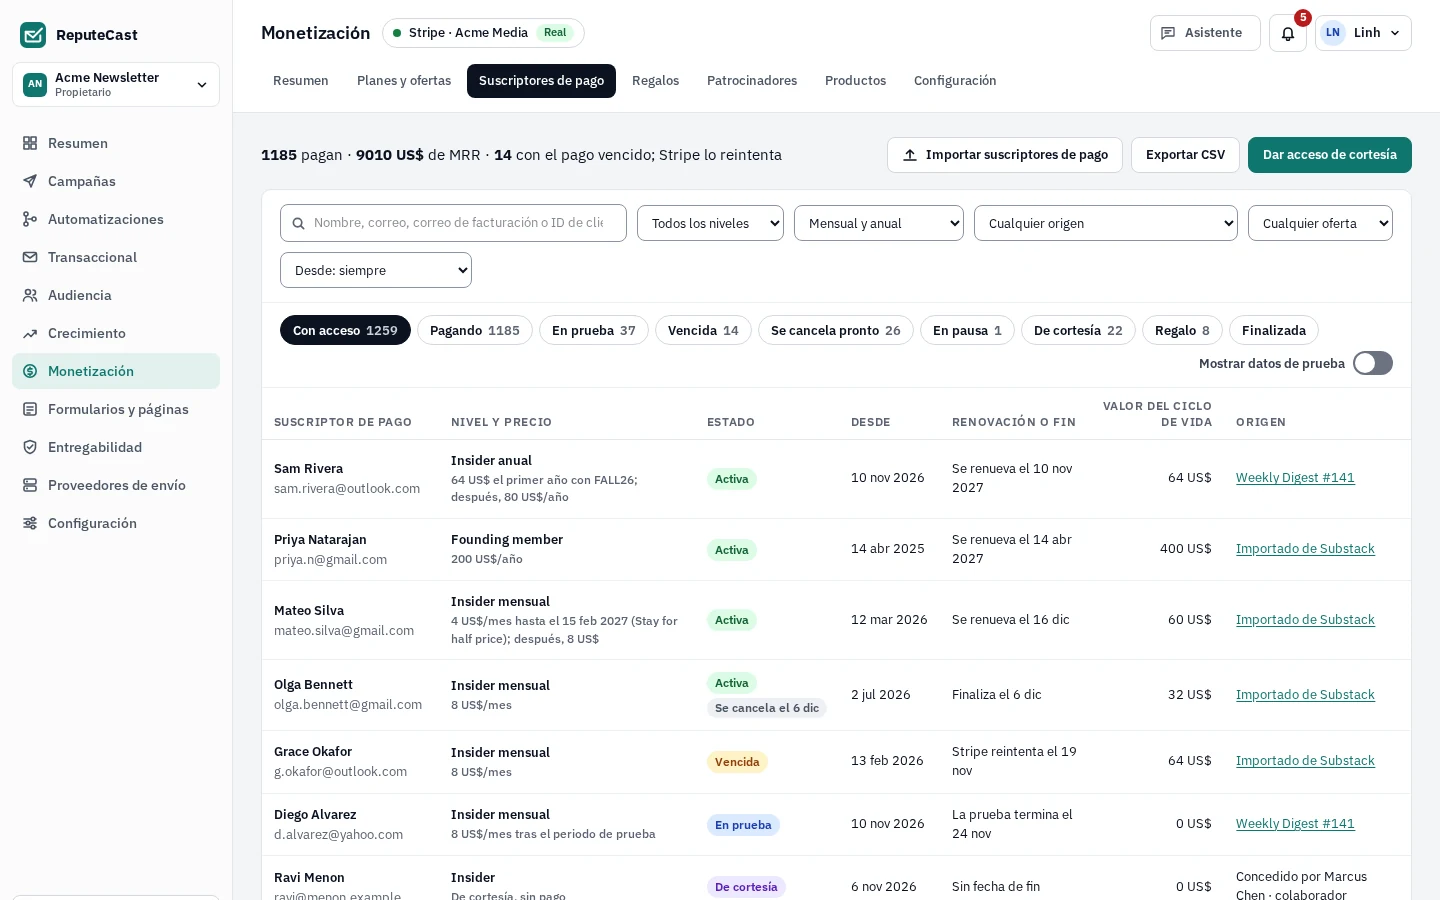 ReputeCast
AN
Acme Newsletter
Propietario
Resumen
Campañas
Automatizaciones
Transaccional
Audiencia
Crecimiento
Monetización
Formularios y páginas
Entregabilidad
Proveedores de envío
Configuración
Monetización
Stripe · Acme Media Real
Asistente
5
LN Linh
Resumen
Planes y ofertas
Suscriptores de pago
Regalos
Patrocinadores
Productos
Configuración
1185 pagan · 9010 US$ de MRR · 14 con el pago vencido; Stripe lo reintenta
Importar suscriptores de pago
Exportar CSV
Dar acceso de cortesía
Nombre, correo, correo de facturación o ID de clie
Todos los niveles
Mensual y anual
Cualquier origen
Cualquier oferta
Desde: siempre
Con acceso 1259
Pagando 1185
En prueba 37
Vencida 14
Se cancela pronto 26
En pausa 1
De cortesía 22
Regalo 8
Finalizada
Mostrar datos de prueba
SUSCRIPTOR DE PAGO
NIVEL Y PRECIO
ESTADO
DESDE
RENOVACIÓN O FIN
VALOR DEL CICLO
DE VIDA
ORIGEN
Sam Rivera
sam.rivera@outlook.com
Insider anual
64 US$ el primer año con FALL26;
después, 80 US$/año
Activa
10 nov 2026
Se renueva el 10 nov
2027
64 US$
Weekly Digest #141
Priya Natarajan
priya.n@gmail.com
Founding member
200 US$/año
Activa
14 abr 2025
Se renueva el 14 abr
2027
400 US$
Importado de Substack
Mateo Silva
mateo.silva@gmail.com
Insider mensual
4 US$/mes hasta el 15 feb 2027 (Stay for
half price); después, 8 US$
Activa
12 mar 2026
Se renueva el 16 dic
60 US$
Importado de Substack
Olga Bennett
olga.bennett@gmail.com
Insider mensual
8 US$/mes
Activa
Se cancela el 6 dic
2 jul 2026
Finaliza el 6 dic
32 US$
Importado de Substack
Grace Okafor
g.okafor@outlook.com
Insider mensual
8 US$/mes
Vencida
13 feb 2026
Stripe reintenta el 19
nov
64 US$
Importado de Substack
Diego Alvarez
d.alvarez@yahoo.com
Insider mensual
8 US$/mes tras el periodo de prueba
En prueba
10 nov 2026
La prueba termina el
24 nov
0 US$
Weekly Digest #141
Ravi Menon
ravi@menon.example
Insider
De cortesía, sin pago
De cortesía
6 nov 2026
Sin fecha de fin
0 US$
Concedido por Marcus
Chen · colaborador